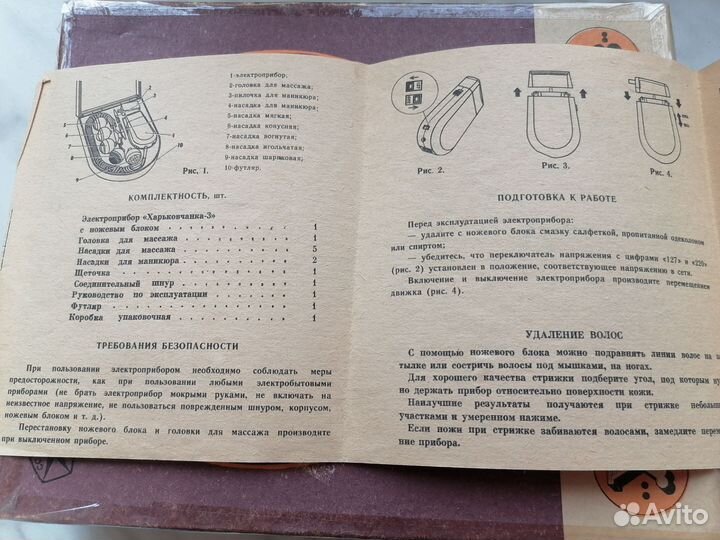 1-электроприбор,
2-головка для массажа;
3-пилочка для маникюра;
4-насадка для маникюра;
5-насадка мягкая;
6-насадка конусная;
7-насадка вогнутая;
8-насадка игольчатая;
9-насадка шариковая;
10-футляр.
Рис. 1.
КОМПЛЕКТНОСТЬ, шт.
Электроприбор «Харьковчанка-3»
с ножевым блоком 1
Головка для массажа 1
Насадки для массажа 5
Насадки для маникюра 2
Щеточка 1
Соединительный шнур 1
Руководство по эксплуатации 1
Футляр 1
Коробка упаковочная 1
ТРЕБОВАНИЯ БЕЗОПАСНОСТИ
При пользовании электроприбором необходимо соблюдать меры
предосторожности, как при пользовании любыми электробытовыми
приборами (не брать электроприбор мокрыми руками, не включать на
неизвестное напряжение, не пользоваться поврежденным шнуром, корпусом,
ножевым блоком и т. д.).
Перестановку ножевого блока и головки для массажа производите
при выключенном приборе.
Рис. 2.
Рис. 3.
Рис. 4.
ПОДГОТОВКА К РАБОТЕ
Перед эксплуатацией электроприбора:
— удалите с ножевого блока смазку салфеткой, пропитанной одеколоном
или спиртом;
— убедитесь, что переключатель напряжения с цифрами «127» и «220»
(рис. 2) установлен в положение, соответствующее напряжению в сети.
Включение и выключение электроприбора производите перемещением
движка (рис. 4).
УДАЛЕНИЕ ВОЛОС
С помощью ножевого блока можно подравнять линии волос на
тылке или состричь волосы под мышками, на ногах.
Для хорошего качества стрижки подберите угол, под которым ну
но держать прибор относительно поверхности кожи.
Наилучшие результаты получаются при стрижке небольш
участками и умеренном нажиме.
Если ножи при стрижке забиваются волосами, замедлите перем
ние прибора.
Avito